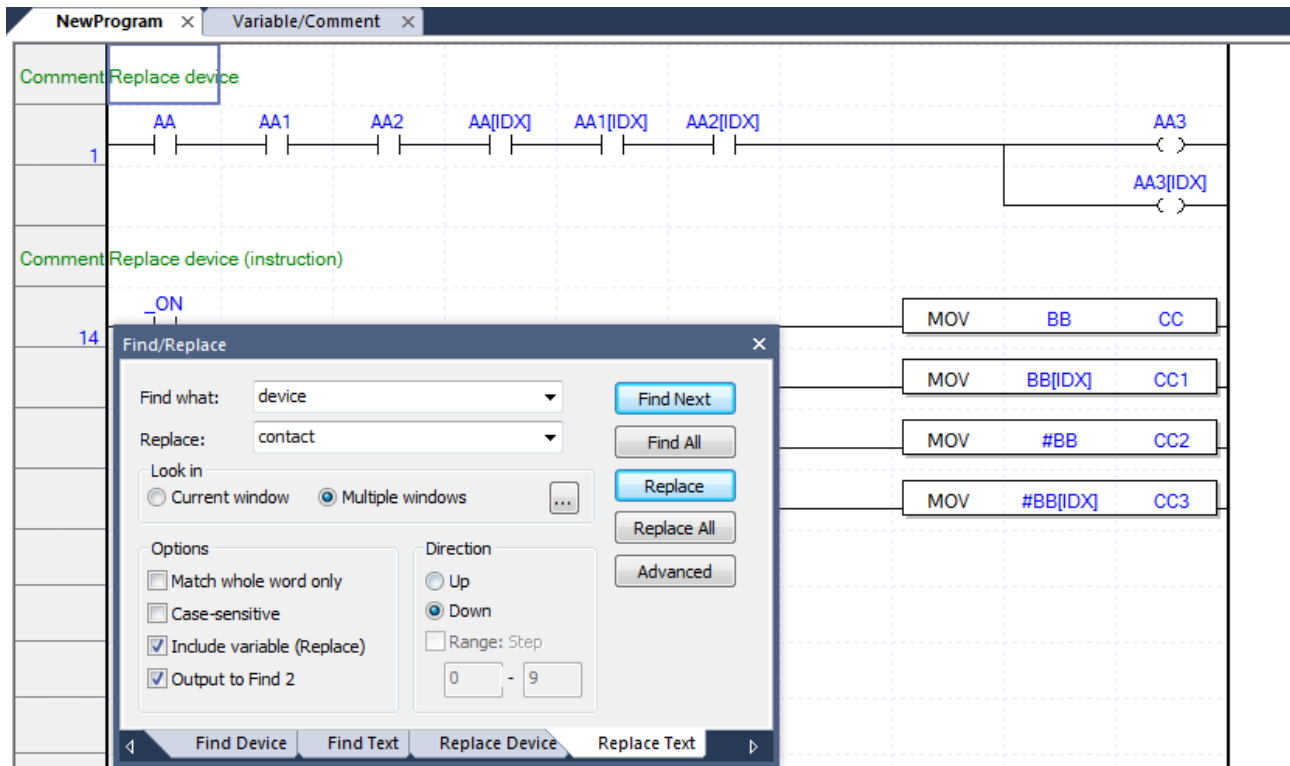 NewProgram × Variable/Comment ×
Comment Replace device
AA AA1 AA2 AA[IDX] AA1[IDX] AA2[IDX] AA3
1
AA3[IDX]
Comment Replace device (instruction)
_ON
14
MOV BB CC
MOV BB[IDX] CC1
MOV #BB CC2
MOV #BB[IDX] CC3
Find/Replace ×
Find what: device Find Next
Replace: contact Find All
Look in
Current window Multiple windows ... Replace
Replace All
Options Direction
Match whole word only Up Advanced
Case-sensitive Down
Include variable (Replace) Range: Step
Output to Find 2 0 - 9
Find Device Find Text Replace Device Replace Text